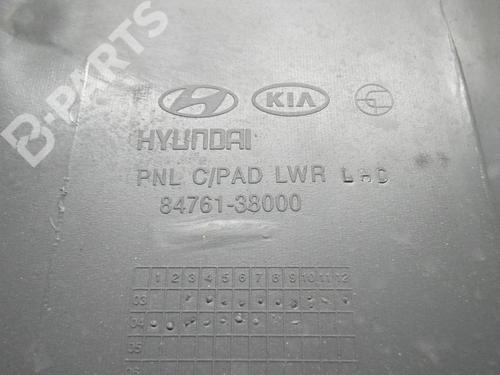 B-PARTS
KIA
HYUNDAI
PNL C/PAD LWR LHD
84761-38000
1 2 3 4 5 6 7 8 9 10 11 12
03
04
05